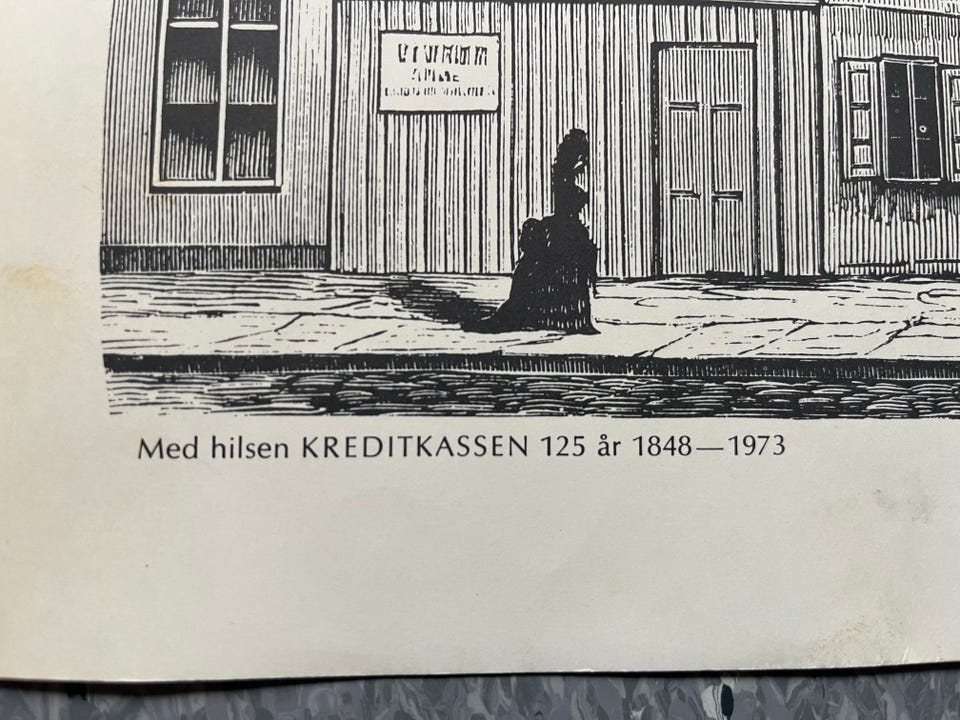 Med hilsen KREDITKASSEN 125 år 1848—1973